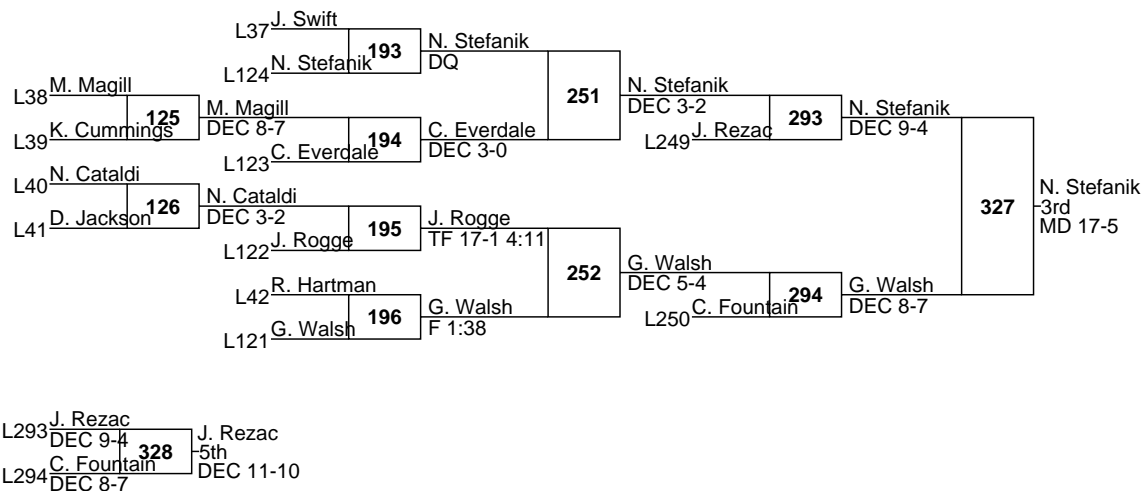 L37 J. Swift
193
L124 N. Stefanik
N. Stefanik
DQ
L38 M. Magill
125
L39 K. Cummings
M. Magill
DEC 8-7
194
L123 C. Everdale
C. Everdale
DEC 3-0
251
N. Stefanik
DEC 3-2
293
L249 J. Rezac
N. Stefanik
DEC 9-4
L40 N. Cataldi
126
L41 D. Jackson
N. Cataldi
DEC 3-2
195
L122 J. Rogge
J. Rogge
TF 17-1 4:11
L42 R. Hartman
196
L121 G. Walsh
G. Walsh
F 1:38
252
G. Walsh
DEC 5-4
294
L250 C. Fountain
G. Walsh
DEC 8-7
327
N. Stefanik
3rd
MD 17-5
L293 J. Rezac
DEC 9-4
328
L294 C. Fountain
DEC 8-7
J. Rezac
5th
DEC 11-10